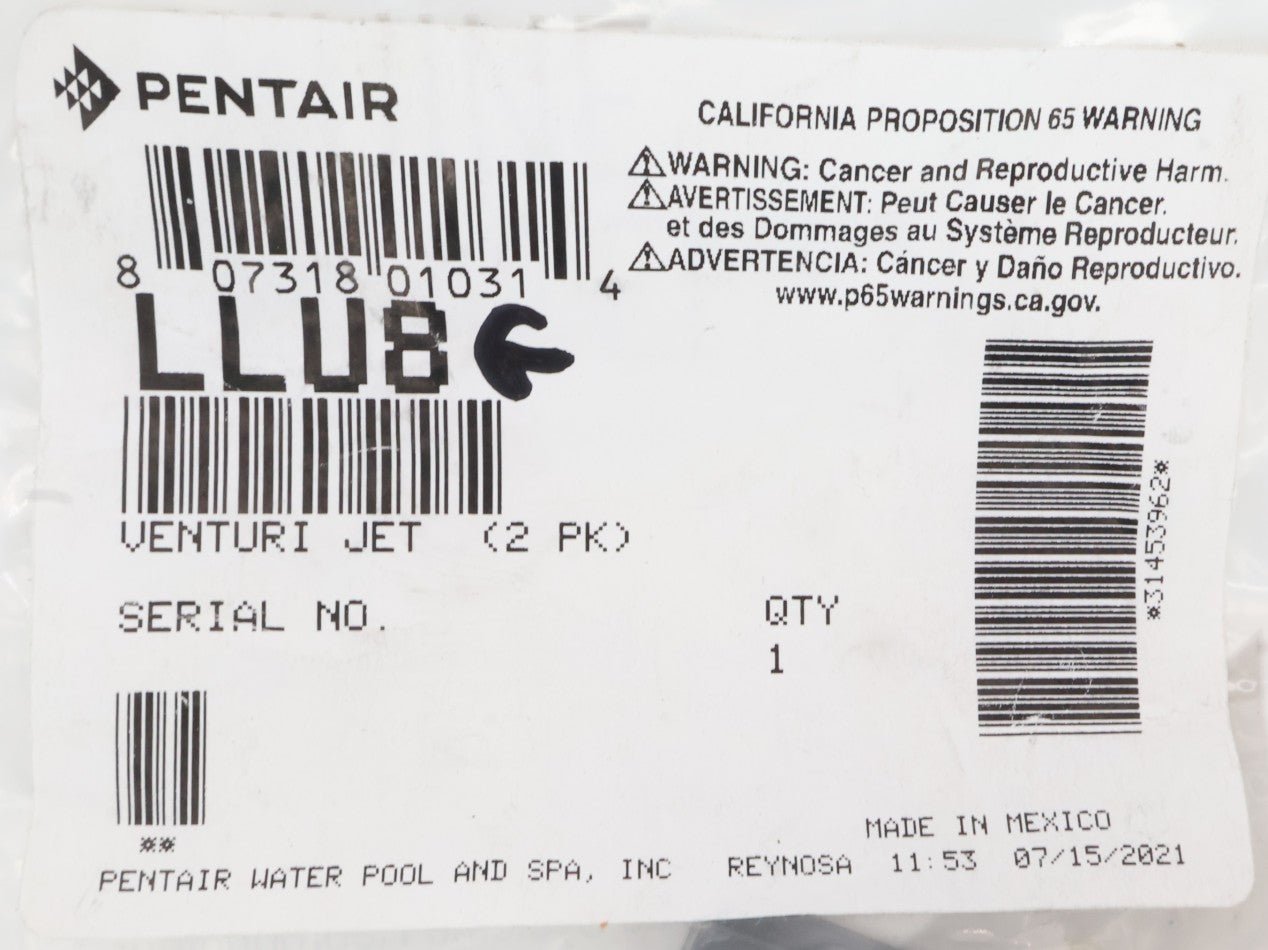 PENTAIR
8 07318 01031 4
LLU8
VENTURI JET (2 PK)
SERIAL NO.
**
CALIFORNIA PROPOSITION 65 WARNING
⚠WARNING: Cancer and Reproductive Harm.
⚠AVERTISSEMENT: Peut Causer le Cancer.
et des Dommages au Système Reproducteur.
⚠ADVERTENCIA: Cáncer y Daño Reproductivo.
www.p65warnings.ca.gov.
*31453962*
QTY
1
MADE IN MEXICO
PENTAIR WATER POOL AND SPA, INC REYNOSA 11:53 07/15/2021